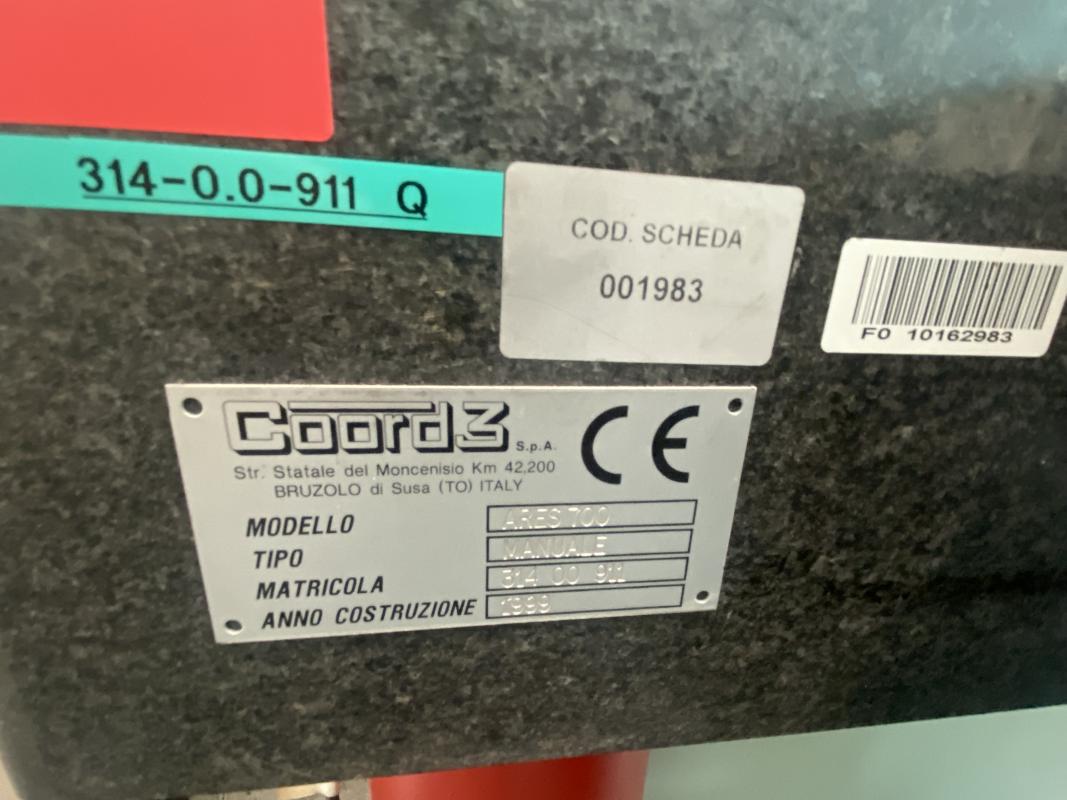 314-0.0-911 Q
COD. SCHEDA
001983
F0 10162983
Coord3 S.p.A.
Str. Statale del Moncenisio Km 42,200
BRUZOLO di Susa (TO) ITALY
CE
MODELLO ARES 700
TIPO MANUALE
MATRICOLA 314 00 911
ANNO COSTRUZIONE 1999